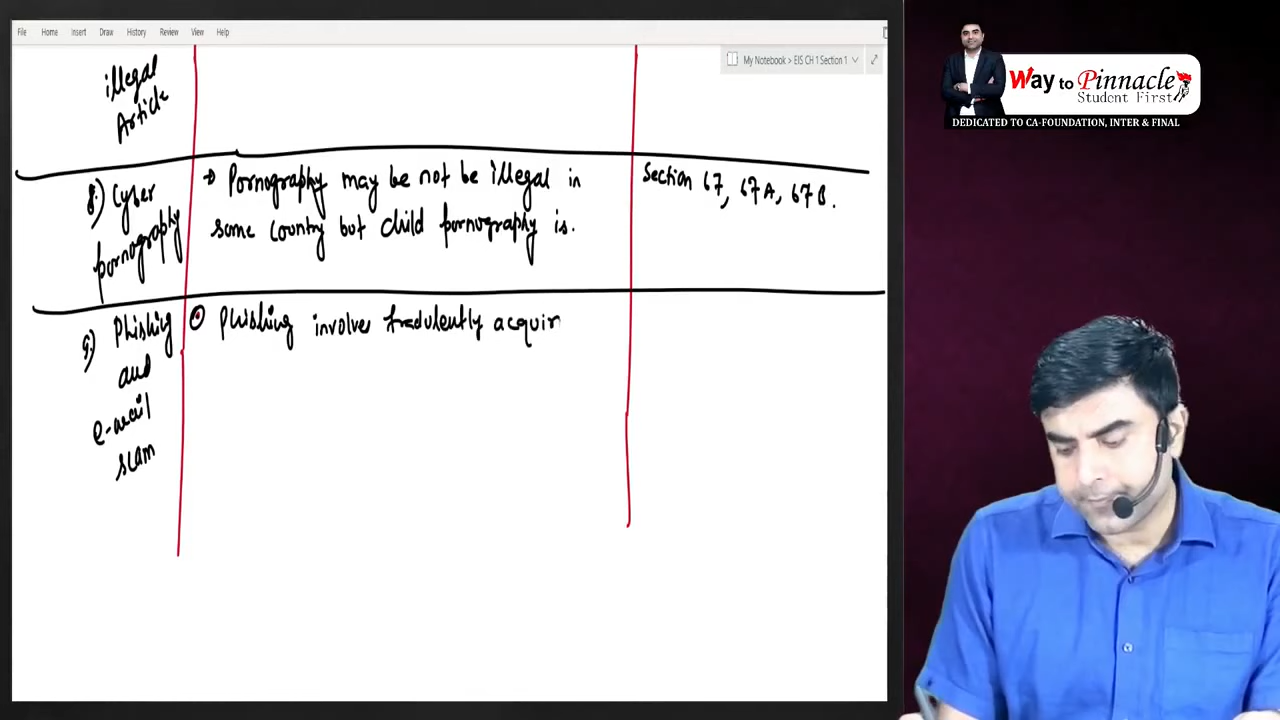 File Home Insert Draw History Review View Help
My Notebook > EIS CH 1 Section 1
illegal
Article
8.) Cyber
pornography
→ Pornography may be not be illegal in
some country but child pornography is.
Section 67, 67A, 67B.
9.) Phishing
and
e-mail
scam
Phishing involves fradulently acquir
Way to Pinnacle
Student First
DEDICATED TO CA-FOUNDATION, INTER & FINAL